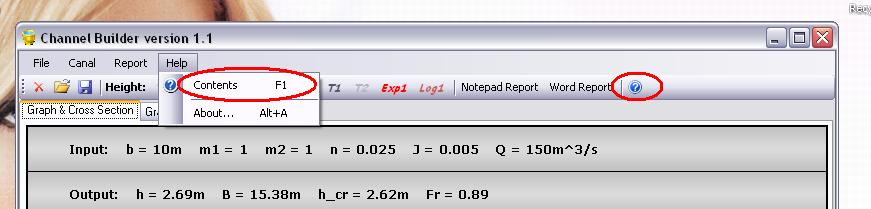 Recy
Channel Builder version 1.1
File Canal Report Help
Height: T1 T2 Exp1 Log1 Notepad Report Word Report
Contents F1
About... Alt+A
Graph & Cross Section Gra
Input: b = 10m m1 = 1 m2 = 1 n = 0.025 J = 0.005 Q = 150m^3/s
Output: h = 2.69m B = 15.38m h_cr = 2.62m Fr = 0.89